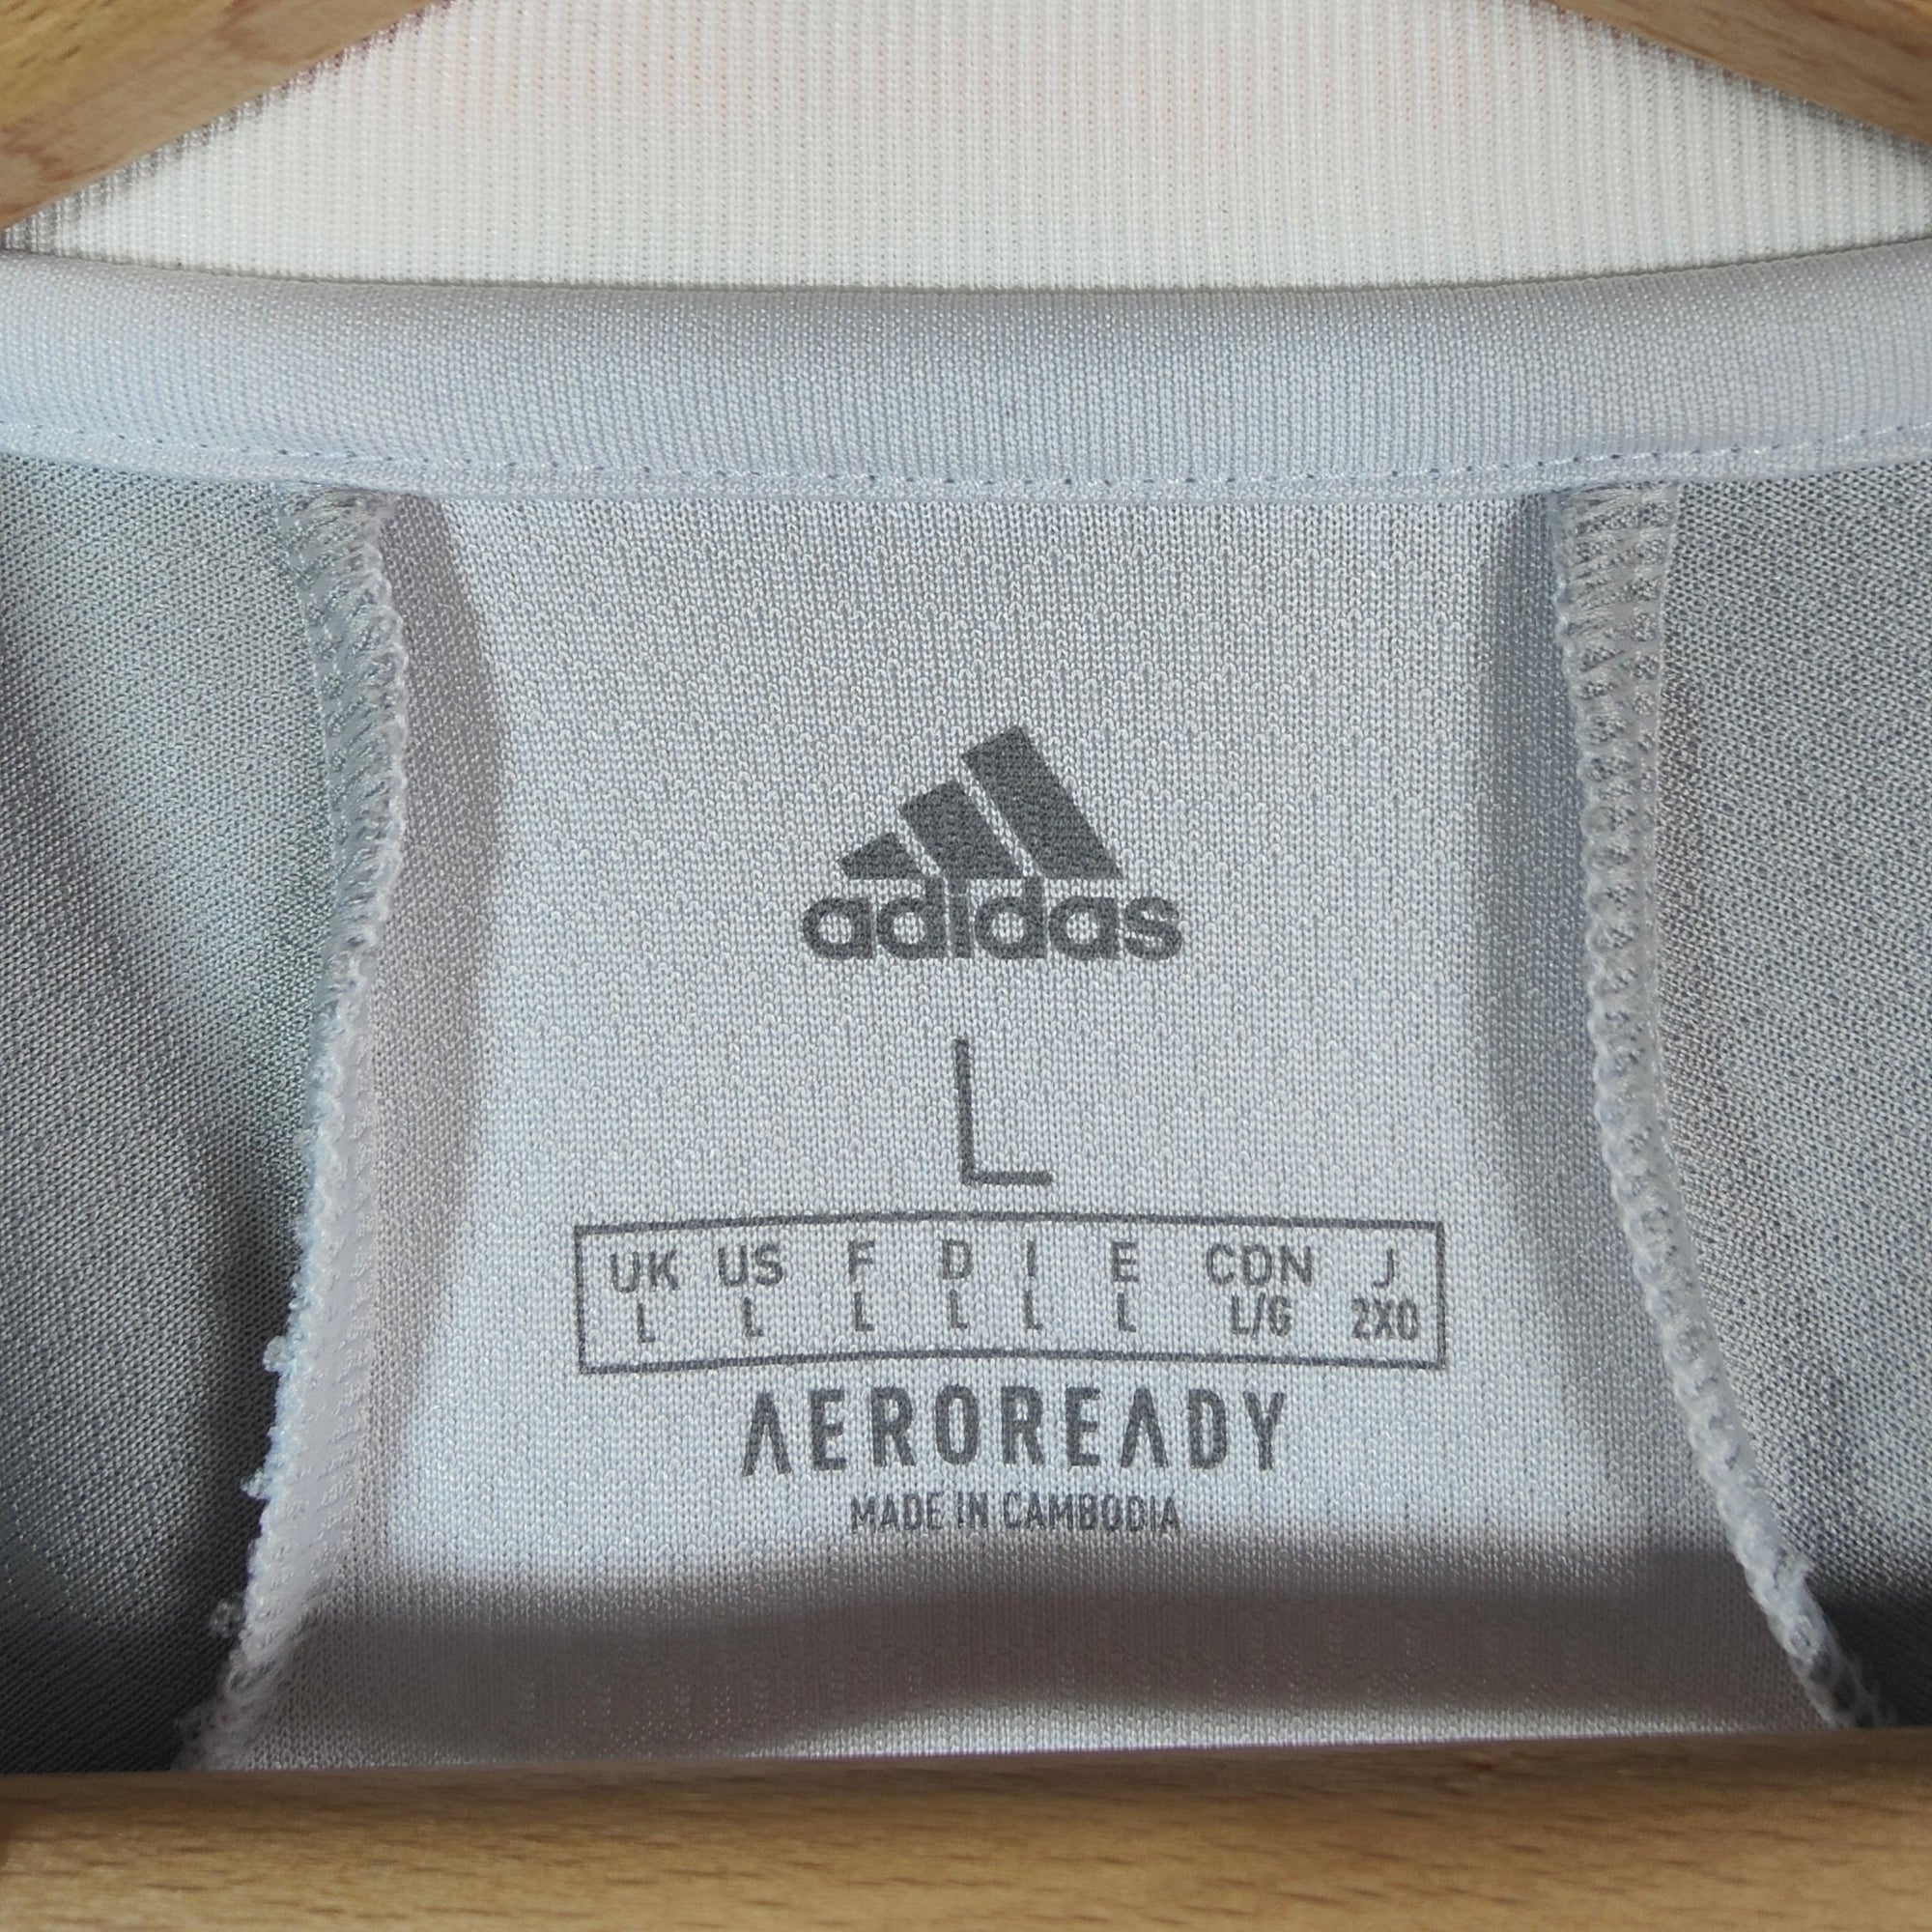 adidas
L
UK US F D I E CDN J
L L L L L L L/G 2XO
AEROREADY
MADE IN CAMBODIA